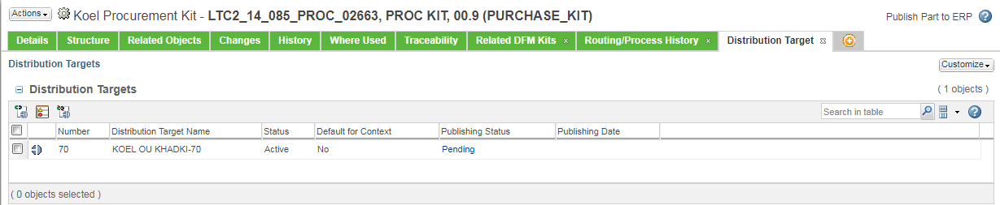 Actions Koel Procurement Kit - LTC2_14_085_PROC_02663, PROC KIT, 00.9 (PURCHASE_KIT) Publish Part to ERP ?
Details Structure Related Objects Changes History Where Used Traceability Related DFM Kits Routing/Process History Distribution Target
Distribution Targets
Customize
Distribution Targets ( 1 objects )
Search in table ?
Number Distribution Target Name Status Default for Context Publishing Status Publishing Date
70 KOEL OU KHADKI-70 Active No Pending
( 0 objects selected )